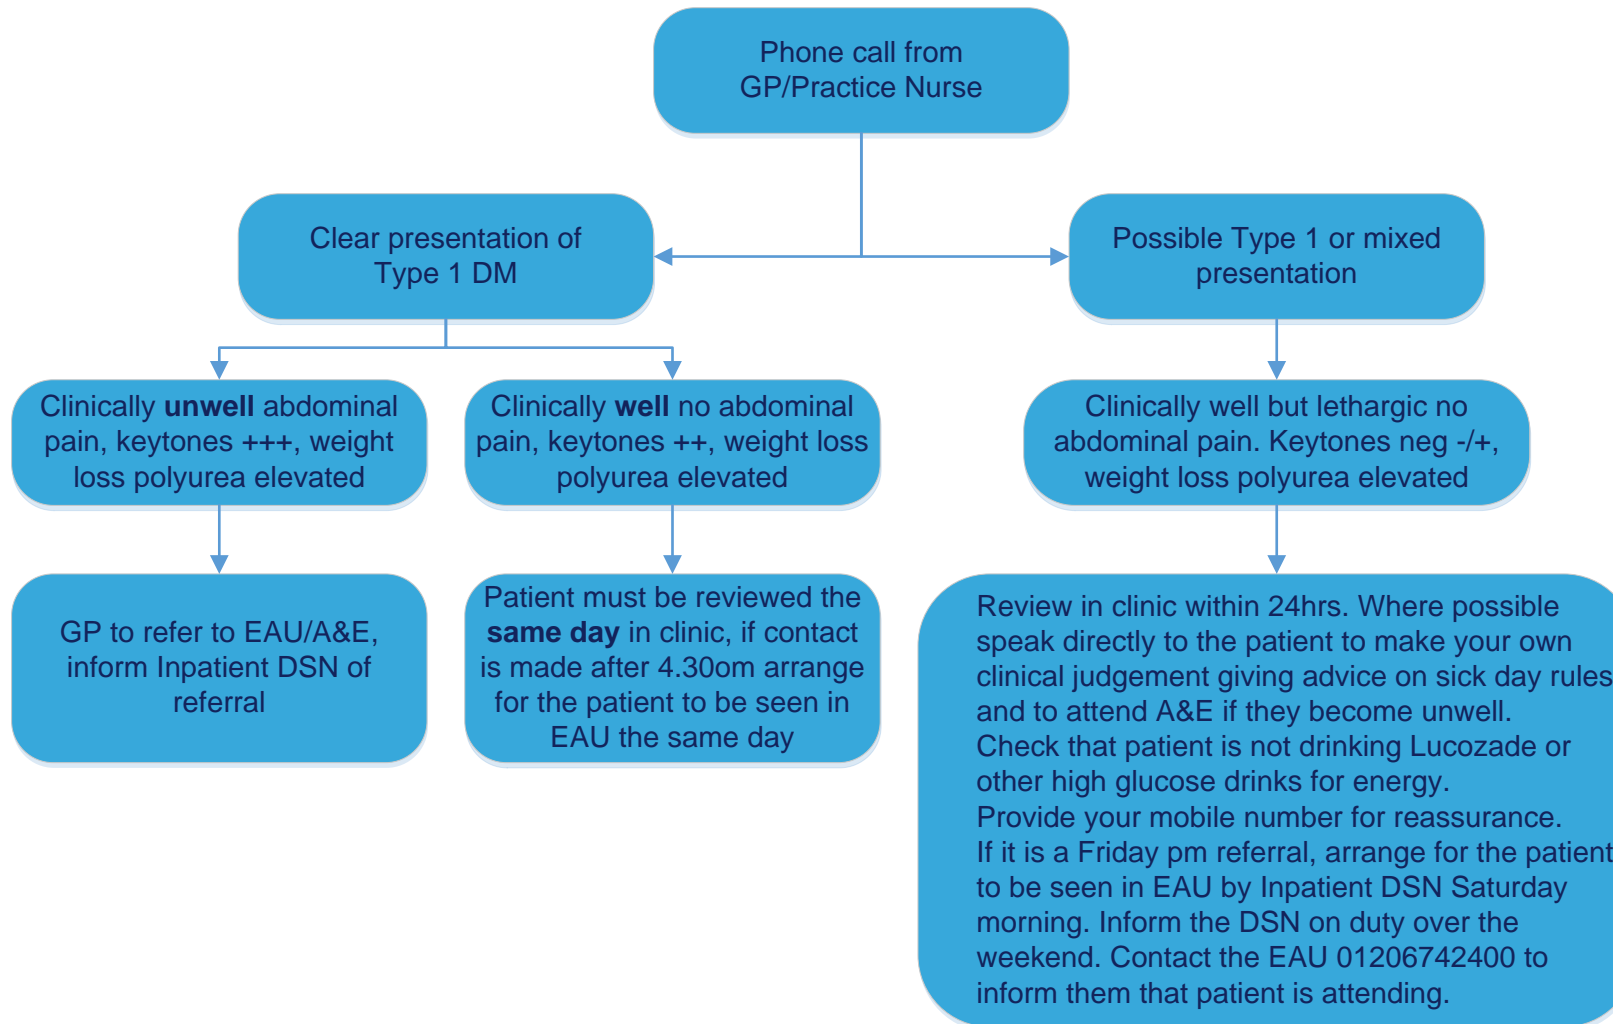 Phone call from
GP/Practice Nurse
Clear presentation of
Type 1 DM
Possible Type 1 or mixed
presentation
Clinically unwell abdominal
pain, keytones +++, weight
loss polyurea elevated
Clinically well no abdominal
pain, keytones ++, weight loss
polyurea elevated
Clinically well but lethargic no
abdominal pain. Keytones neg -/+,
weight loss polyurea elevated
GP to refer to EAU/A&E,
inform Inpatient DSN of
referral
Patient must be reviewed the
same day in clinic, if contact
is made after 4.30om arrange
for the patient to be seen in
EAU the same day
Review in clinic within 24hrs. Where possible
speak directly to the patient to make your own
clinical judgement giving advice on sick day rules
and to attend A&E if they become unwell.
Check that patient is not drinking Lucozade or
other high glucose drinks for energy.
Provide your mobile number for reassurance.
If it is a Friday pm referral, arrange for the patient
to be seen in EAU by Inpatient DSN Saturday
morning. Inform the DSN on duty over the
weekend. Contact the EAU 01206742400 to
inform them that patient is attending.